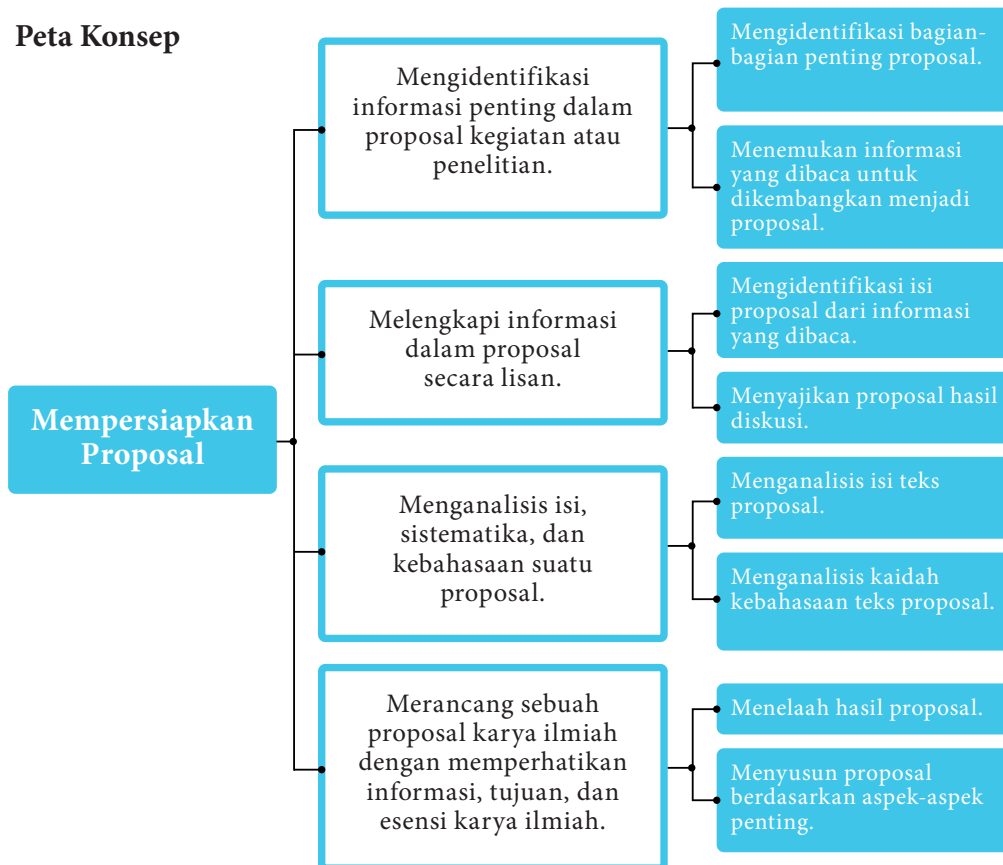 Peta Konsep
Mempersiapkan
Proposal
Mengidentifikasi
informasi penting dalam
proposal kegiatan atau
penelitian.
Mengidentifikasi bagian-
bagian penting proposal.
Menemukan informasi
yang dibaca untuk
dikembangkan menjadi
proposal.
Melengkapi informasi
dalam proposal
secara lisan.
Mengidentifikasi isi
proposal dari informasi
yang dibaca.
Menyajikan proposal hasil
diskusi.
Menganalisis isi,
sistematika, dan
kebahasaan suatu
proposal.
Menganalisis isi teks
proposal.
Menganalisis kaidah
kebahasaan teks proposal.
Merancang sebuah
proposal karya ilmiah
dengan memperhatikan
informasi, tujuan, dan
esensi karya ilmiah.
Menelaah hasil proposal.
Menyusun proposal
berdasarkan aspek-aspek
penting.